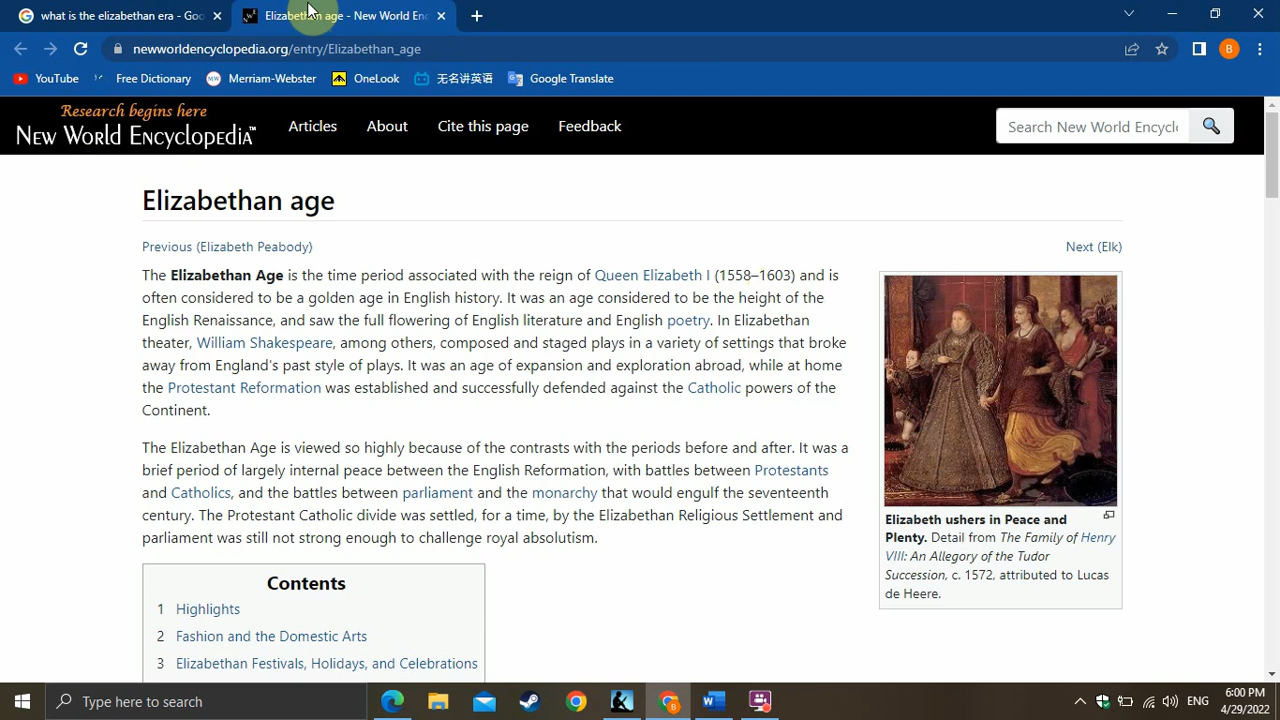 what is the elizabethan era - Goo
Elizabethan age - New World Enc
newworldencyclopedia.org/entry/Elizabethan_age
B
YouTube
Free Dictionary
MW
Merriam-Webster
OneLook
无名讲英语
Google Translate
Research begins here
NEW WORLD ENCYCLOPEDIA
Articles
About
Cite this page
Feedback
Search New World Encyclo
Elizabethan age
Previous (Elizabeth Peabody)
Next (Elk)
The Elizabethan Age is the time period associated with the reign of Queen Elizabeth I (1558–1603) and is
often considered to be a golden age in English history. It was an age considered to be the height of the
English Renaissance, and saw the full flowering of English literature and English poetry. In Elizabethan
theater, William Shakespeare, among others, composed and staged plays in a variety of settings that broke
away from England's past style of plays. It was an age of expansion and exploration abroad, while at home
the Protestant Reformation was established and successfully defended against the Catholic powers of the
Continent.
The Elizabethan Age is viewed so highly because of the contrasts with the periods before and after. It was a
brief period of largely internal peace between the English Reformation, with battles between Protestants
and Catholics, and the battles between parliament and the monarchy that would engulf the seventeenth
century. The Protestant Catholic divide was settled, for a time, by the Elizabethan Religious Settlement and
parliament was still not strong enough to challenge royal absolutism.
Elizabeth ushers in Peace and
Plenty. Detail from The Family of Henry
VIII: An Allegory of the Tudor
Succession, c. 1572, attributed to Lucas
de Heere.
Contents
1 Highlights
2 Fashion and the Domestic Arts
3 Elizabethan Festivals, Holidays, and Celebrations
Type here to search
ENG
6:00 PM
4/29/2022